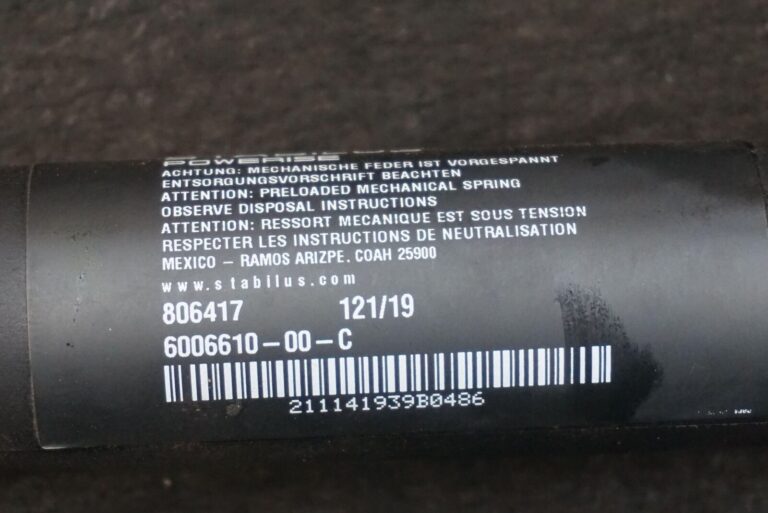 POWERISE
ACHTUNG: MECHANISCHE FEDER IST VORGESPANNT
ENTSORGUNGSVORSCHRIFT BEACHTEN
ATTENTION: PRELOADED MECHANICAL SPRING
OBSERVE DISPOSAL INSTRUCTIONS
ATTENTION: RESSORT MECANIQUE EST SOUS TENSION
RESPECTER LES INSTRUCTIONS DE NEUTRALISATION
MEXICO – RAMOS ARIZPE. COAH 25900
www.stabilus.com
806417 121/19
6006610-00-C
211141939B0486